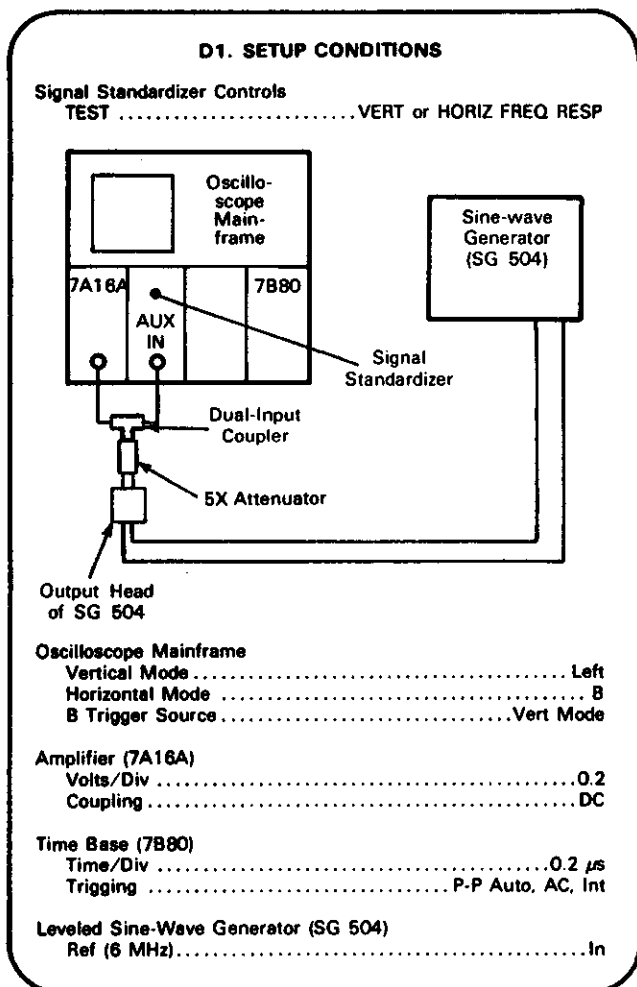 D1. SETUP CONDITIONS
Signal Standardizer Controls
TEST ........................... VERT or HORIZ FREQ RESP
Oscillo-
scope
Main-
frame
Sine-wave
Generator
(SG 504)
7A16A
7B80
AUX
IN
Signal
Standardizer
Dual-Input
Coupler
5X Attenuator
Output Head
of SG 504
Oscilloscope Mainframe
Vertical Mode ........................................ Left
Horizontal Mode ........................................ B
B Trigger Source ................................ Vert Mode
Amplifier (7A16A)
Volts/Div ........................................ 0.2
Coupling ........................................ DC
Time Base (7B80)
Time/Div ........................................ 0.2 μs
Trigging ................................ P-P Auto, AC, Int
Leveled Sine-Wave Generator (SG 504)
Ref (6 MHz) ........................................ In